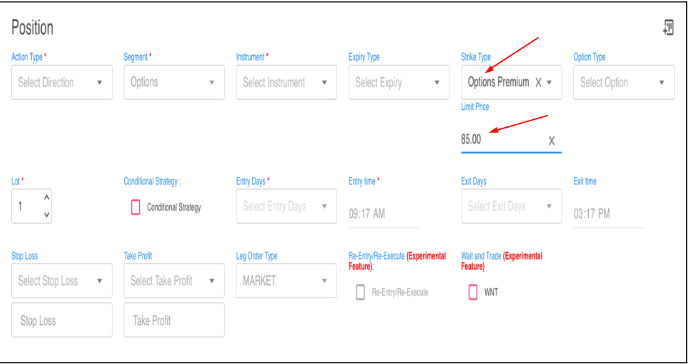 Position
Action Type *
Segment *
Instrument *
Expiry Type
Strike Type
Option Type
Select Direction
Options
Select Instrument
Select Expiry
Options Premium X
Select Option
Limit Price
85.00 X
Lot *
Conditional Strategy :
Entry Days *
Entry time *
Exit Days
Exit time
1
Conditional Strategy
Select Entry Days
09:17 AM
Select Exit Days
03:17 PM
Stop Loss
Take Profit
Leg Order Type
Re-Entry/Re-Execute (Experimental
Feature):
Wait and Trade (Experimental
Feature)
Select Stop Loss
Select Take Profit
MARKET
Re-Entry/Re-Execute
WNT
Stop Loss
Take Profit